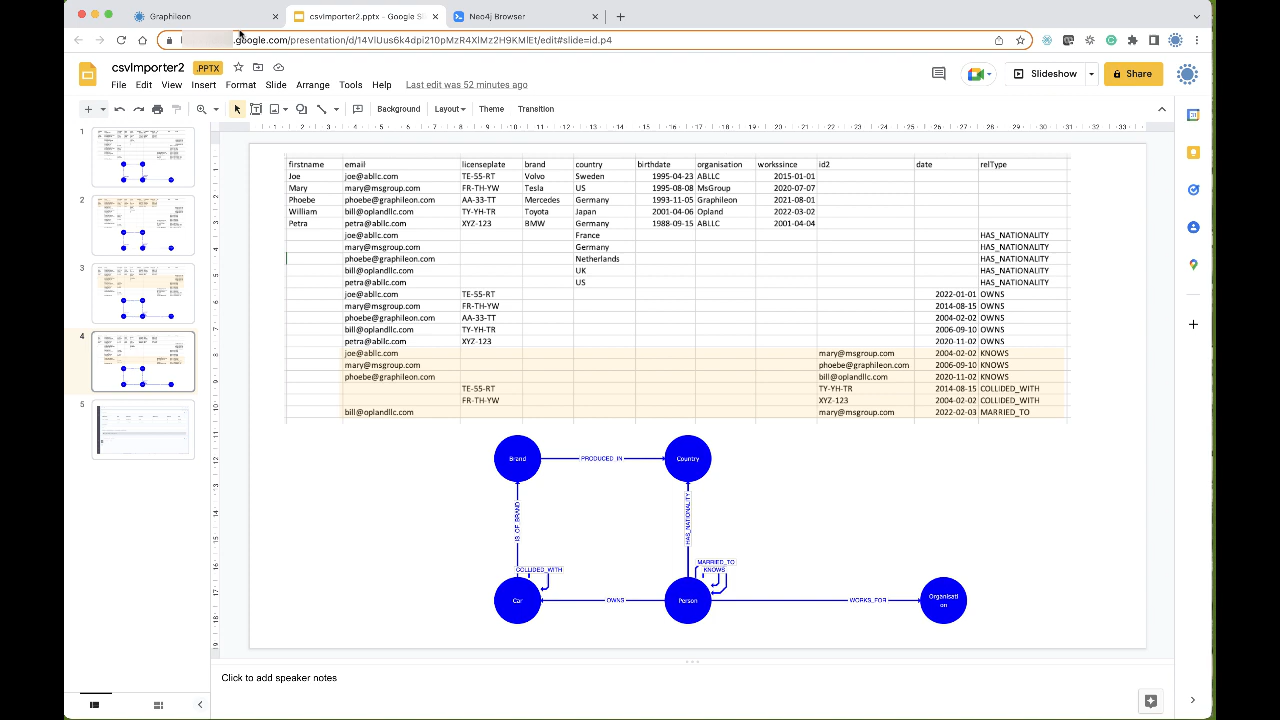 Graphileon
csvImporter2.pptx - Google Sl
Neo4j Browser
.google.com/presentation/d/14VlUus6k4dpi210pMzR4XlMz2H9KMlEt/edit#slide=id.p4
csvImporter2 .PPTX
File Edit View Insert Format Slide Arrange Tools Help Last edit was 52 minutes ago
Slideshow
Share
Background Layout Theme Transition
firstname email licenseplate brand country birthdate organisation workssince id2 date relType
Joe joe@abllc.com TE-55-RT Volvo Sweden 1995-04-23 ABLLC 2015-01-01
Mary mary@msgroup.com FR-TH-YW Tesla US 1995-08-08 MsGroup 2020-07-07
Phoebe phoebe@graphileon.com AA-33-TT Mercedes Germany 1993-11-05 Graphileon 2021-08-01
William bill@oplandllc.com TY-YH-TR Toyota Japan 2001-04-06 Opland 2022-03-02
Petra petra@abllc.com XYZ-123 BMW Germany 1988-09-15 ABLLC 2001-04-04
joe@abllc.com France HAS_NATIONALITY
mary@msgroup.com Germany HAS_NATIONALITY
phoebe@graphileon.com Netherlands HAS_NATIONALITY
bill@oplandllc.com UK HAS_NATIONALITY
petra@abllc.com US HAS_NATIONALITY
joe@abllc.com TE-55-RT 2022-01-01 OWNS
mary@msgroup.com FR-TH-YW 2014-08-15 OWNS
phoebe@graphileon.com AA-33-TT 2004-02-02 OWNS
bill@oplandllc.com TY-YH-TR 2006-09-10 OWNS
petra@abllc.com XYZ-123 2020-11-02 OWNS
joe@abllc.com mary@msgroup.com 2004-02-02 KNOWS
mary@msgroup.com phoebe@graphileon.com 2006-09-10 KNOWS
phoebe@graphileon.com bill@oplandllc.com 2020-11-02 KNOWS
TE-55-RT TY-YH-TR 2014-08-15 COLLIDED_WITH
FR-TH-YW XYZ-123 2004-02-02 COLLIDED_WITH
bill@oplandllc.com mary@msgroup.com 2022-02-03 MARRIED_TO
Brand PRODUCED_IN Country
IS_OF_BRAND
HAS_NATIONALITY
COLLIDED_WITH
MARRIED_TO
KNOWS
Car OWNS Person WORKS_FOR Organisati
on
1
2
3
4
5
Click to add speaker notes